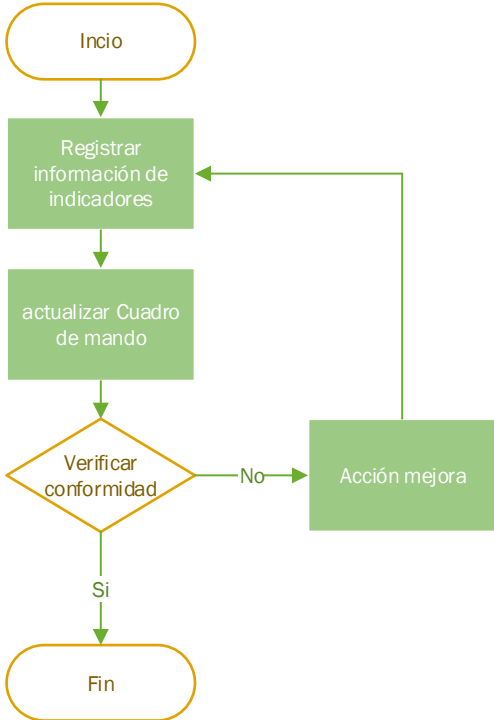 Incio
Registrar
información de
indicadores
actualizar Cuadro
de mando
Verificar
conformidad
No
Acción mejora
Si
Fin